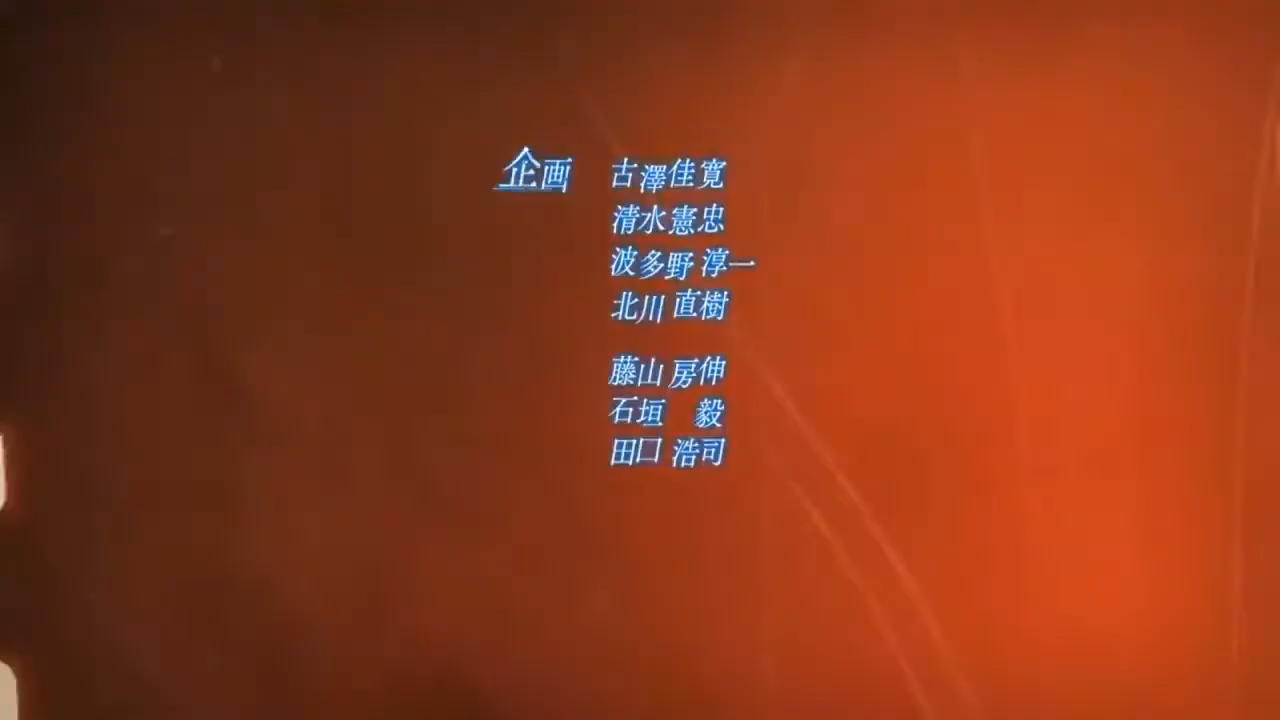 企画 古澤佳寛
清水憲忠
波多野淳一
北川直樹
藤山房伸
石垣 毅
田口浩司